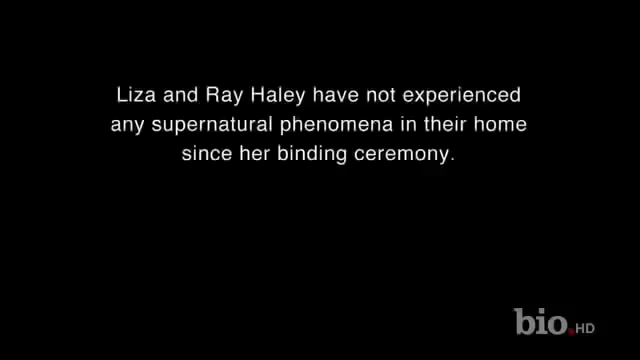 Liza and Ray Haley have not experienced
any supernatural phenomena in their home
since her binding ceremony.
bio.HD